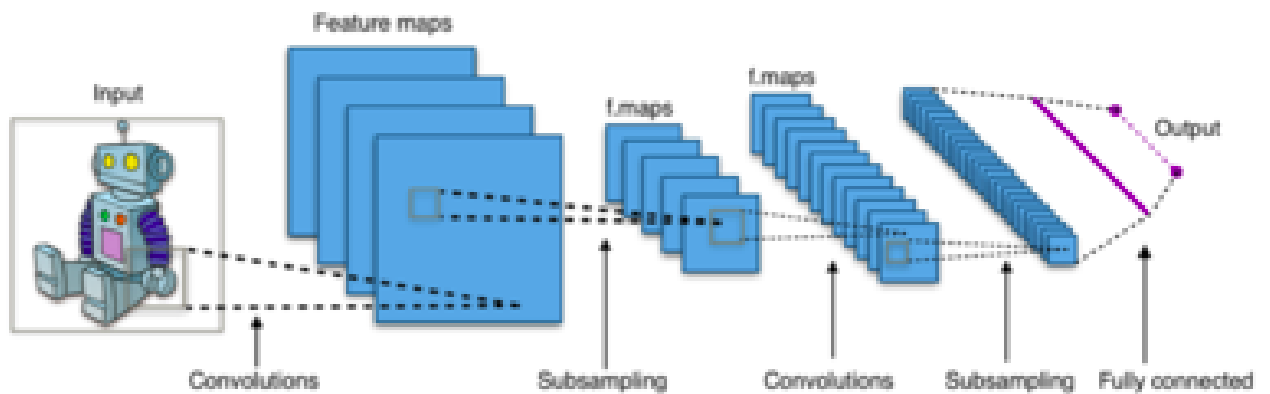 Feature maps
Input
f.maps
f.maps
Output
Convolutions
Subsampling
Convolutions
Subsampling
Fully connected